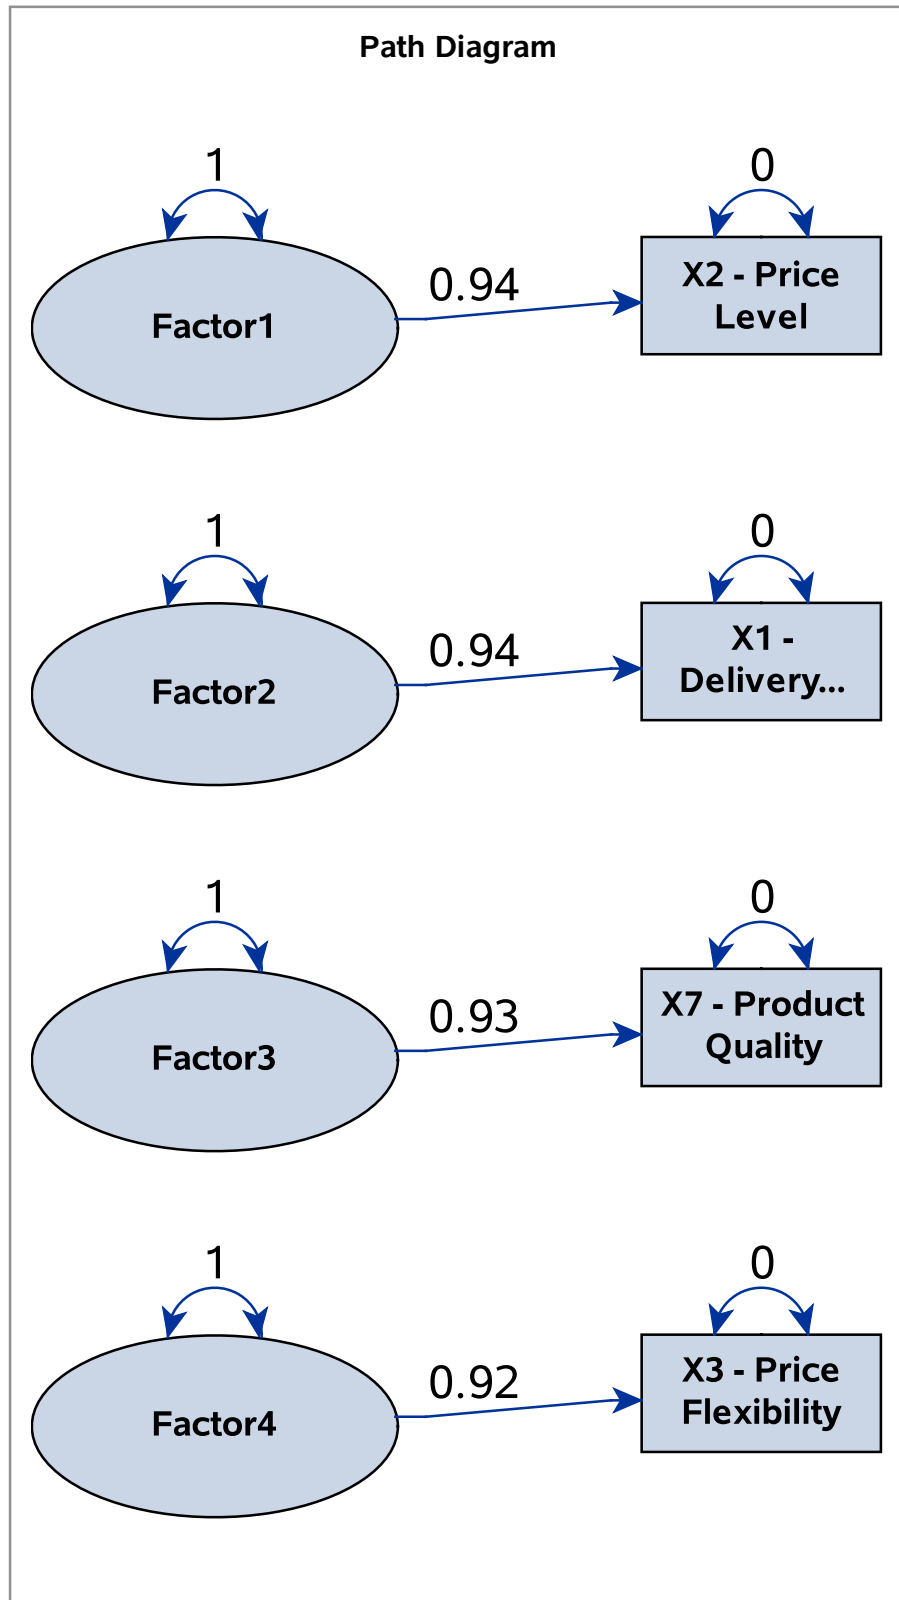 Path Diagram
1
0
Factor1
0.94
X2 - Price
Level
1
0
Factor2
0.94
X1 -
Delivery...
1
0
Factor3
0.93
X7 - Product
Quality
1
0
Factor4
0.92
X3 - Price
Flexibility